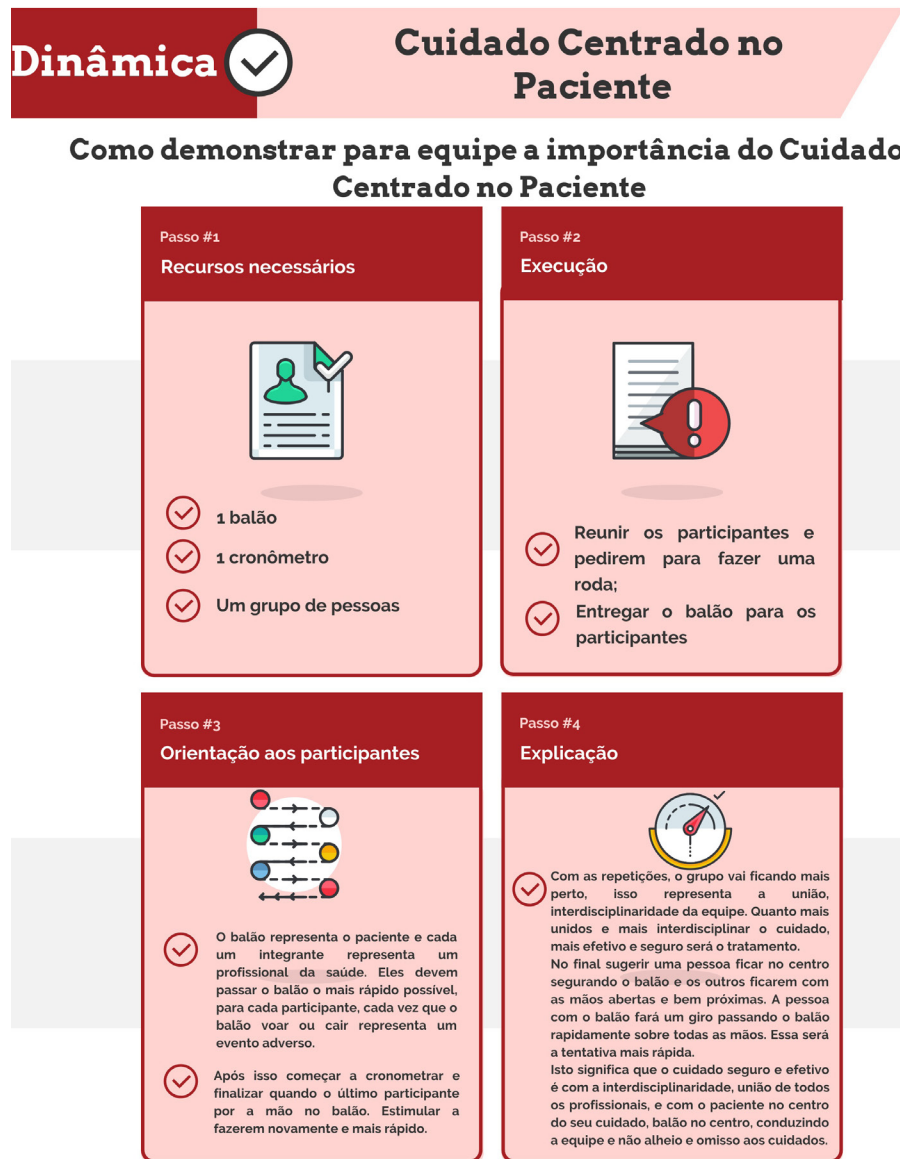 Dinâmica
Cuidado Centrado no
Paciente
Como demonstrar para equipe a importância do Cuidado
Centrado no Paciente
Passo #1
Recursos necessários
1 balão
1 cronômetro
Um grupo de pessoas
Passo #2
Execução
Reunir os participantes e
pedirem para fazer uma
roda;
Entregar o balão para os
participantes
Passo #3
Orientação aos participantes
O balão representa o paciente e cada
um integrante representa um
profissional da saúde. Eles devem
passar o balão o mais rápido possível,
para cada participante, cada vez que o
balão voar ou cair representa um
evento adverso.
Após isso começar a cronometrar e
finalizar quando o último participante
por a mão no balão. Estimular a
fazerem novamente e mais rápido.
Passo #4
Explicação
Com as repetições, o grupo vai ficando mais
perto, isso representa a união,
interdisciplinaridade da equipe. Quanto mais
unidos e mais interdisciplinar o cuidado,
mais efetivo e seguro será o tratamento.
No final sugerir uma pessoa ficar no centro
segurando o balão e os outros ficarem com
as mãos abertas e bem próximas. A pessoa
com o balão fará um giro passando o balão
rapidamente sobre todas as mãos. Essa será
a tentativa mais rápida.
Isto significa que o cuidado seguro e efetivo
é com a interdisciplinaridade, união de todos
os profissionais, e com o paciente no centro
do seu cuidado, balão no centro, conduzindo
a equipe e não alheio e omisso aos cuidados.